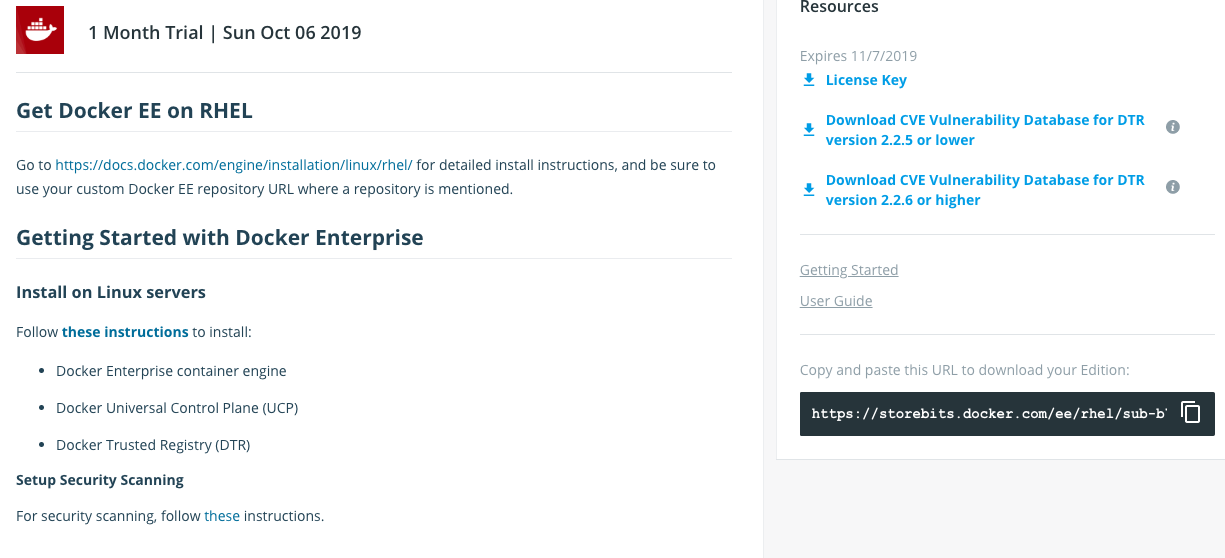 1 Month Trial | Sun Oct 06 2019
Get Docker EE on RHEL
Go to https://docs.docker.com/engine/installation/linux/rhel/ for detailed install instructions, and be sure to
use your custom Docker EE repository URL where a repository is mentioned.
Getting Started with Docker Enterprise
Install on Linux servers
Follow these instructions to install:
• Docker Enterprise container engine
• Docker Universal Control Plane (UCP)
• Docker Trusted Registry (DTR)
Setup Security Scanning
For security scanning, follow these instructions.
Resources
Expires 11/7/2019
License Key
Download CVE Vulnerability Database for DTR
version 2.2.5 or lower
Download CVE Vulnerability Database for DTR
version 2.2.6 or higher
Getting Started
User Guide
Copy and paste this URL to download your Edition:
https://storebits.docker.com/ee/rhel/sub-b